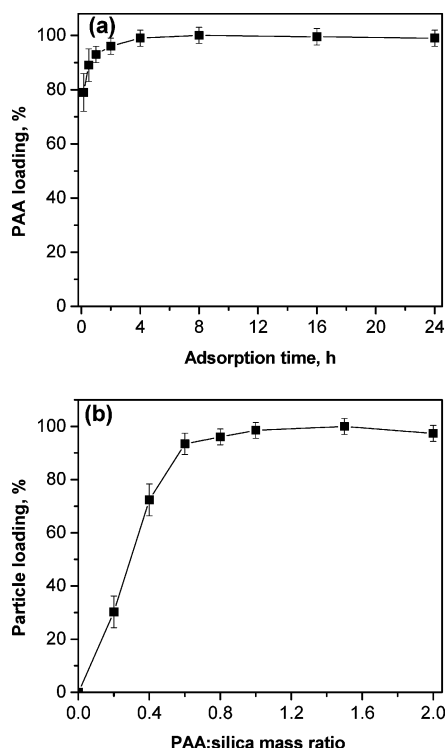 (a)
100
80
60
40
20
0
PAA loading, %
0 4 8 12 16 20 24
Adsorption time, h
(b)
100
80
60
40
20
0
Particle loading, %
0.0 0.4 0.8 1.2 1.6 2.0
PAA:silica mass ratio